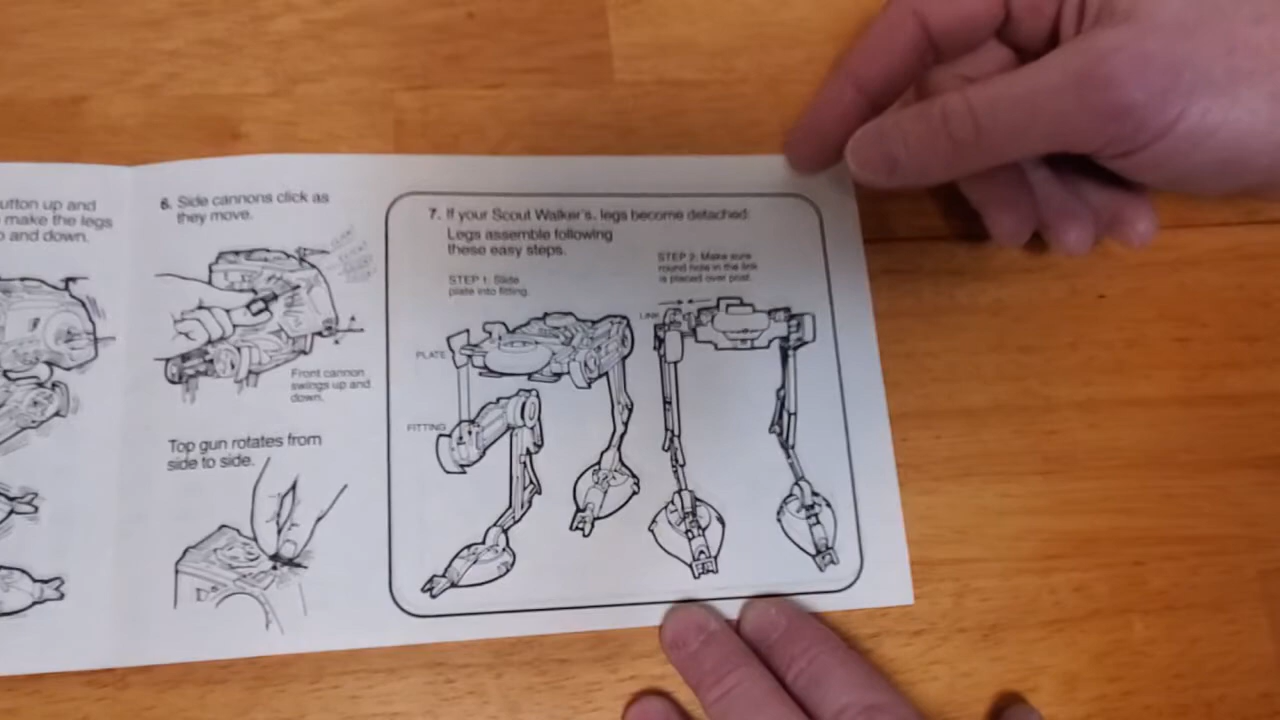 utton up and
make the legs
and down.
6. Side cannons click as
they move.
Front cannon
swings up and
down.
Top gun rotates from
side to side.
7. If your Scout Walker's. legs become detached:
Legs assemble following
these easy steps.
STEP 1: Slide
plate into fitting.
PLATE
FITTING
STEP 2: Make sure
round hole in the link
is placed over post.
LINK